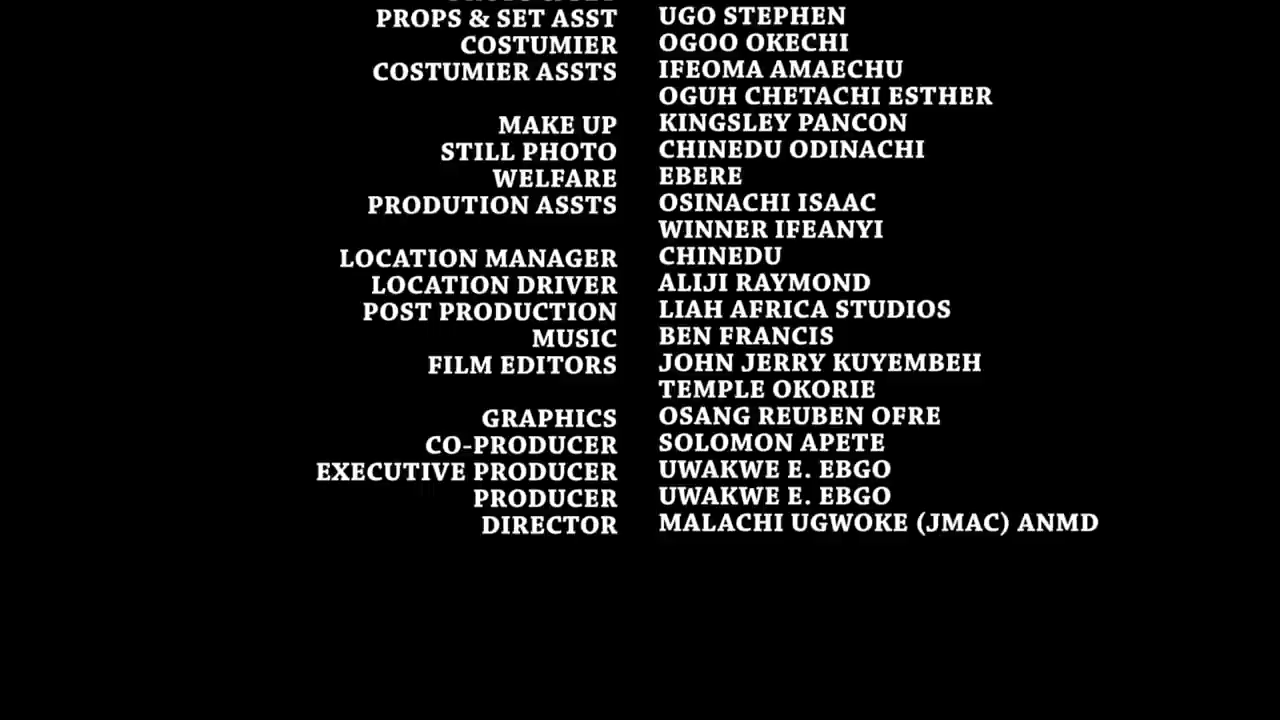 PROPS & SET ASST UGO STEPHEN
COSTUMIER OGOO OKECHI
COSTUMIER ASSTS IFEOMA AMAECHU
OGUH CHETACHI ESTHER
MAKE UP KINGSLEY PANCON
STILL PHOTO CHINEDU ODINACHI
WELFARE EBERE
PRODUTION ASSTS OSINACHI ISAAC
WINNER IFEANYI
LOCATION MANAGER CHINEDU
LOCATION DRIVER ALIJI RAYMOND
POST PRODUCTION LIAH AFRICA STUDIOS
MUSIC BEN FRANCIS
FILM EDITORS JOHN JERRY KUYEMBEH
TEMPLE OKORIE
GRAPHICS OSANG REUBEN OFRE
CO-PRODUCER SOLOMON APETE
EXECUTIVE PRODUCER UWAKWE E. EBGO
PRODUCER UWAKWE E. EBGO
DIRECTOR MALACHI UGWOKE (JMAC) ANMD